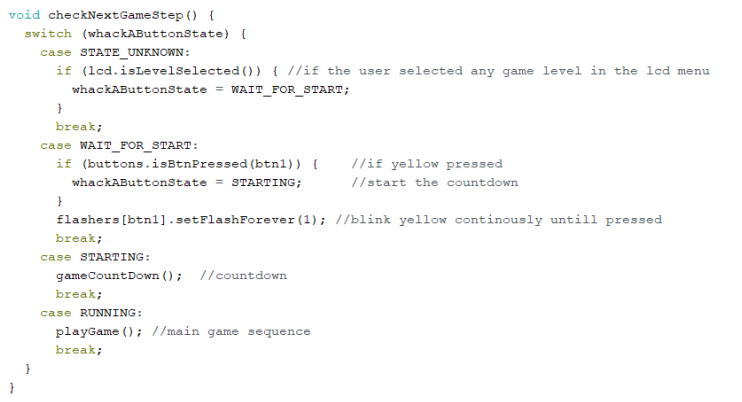 void checkNextGameStep() {
  switch (whackAButtonState) {
    case STATE_UNKNOWN:
      if (lcd.isLevelSelected()) { //if the user selected any game level in the lcd menu
        whackAButtonState = WAIT_FOR_START;
      }
      break;
    case WAIT_FOR_START:
      if (buttons.isBtnPressed(btn1)) {    //if yellow pressed
        whackAButtonState = STARTING;      //start the countdown
      }
      flashers[btn1].setFlashForever(1); //blink yellow continously untill pressed
      break;
    case STARTING:
      gameCountDown();  //countdown
      break;
    case RUNNING:
      playGame(); //main game sequence
      break;
  }
}